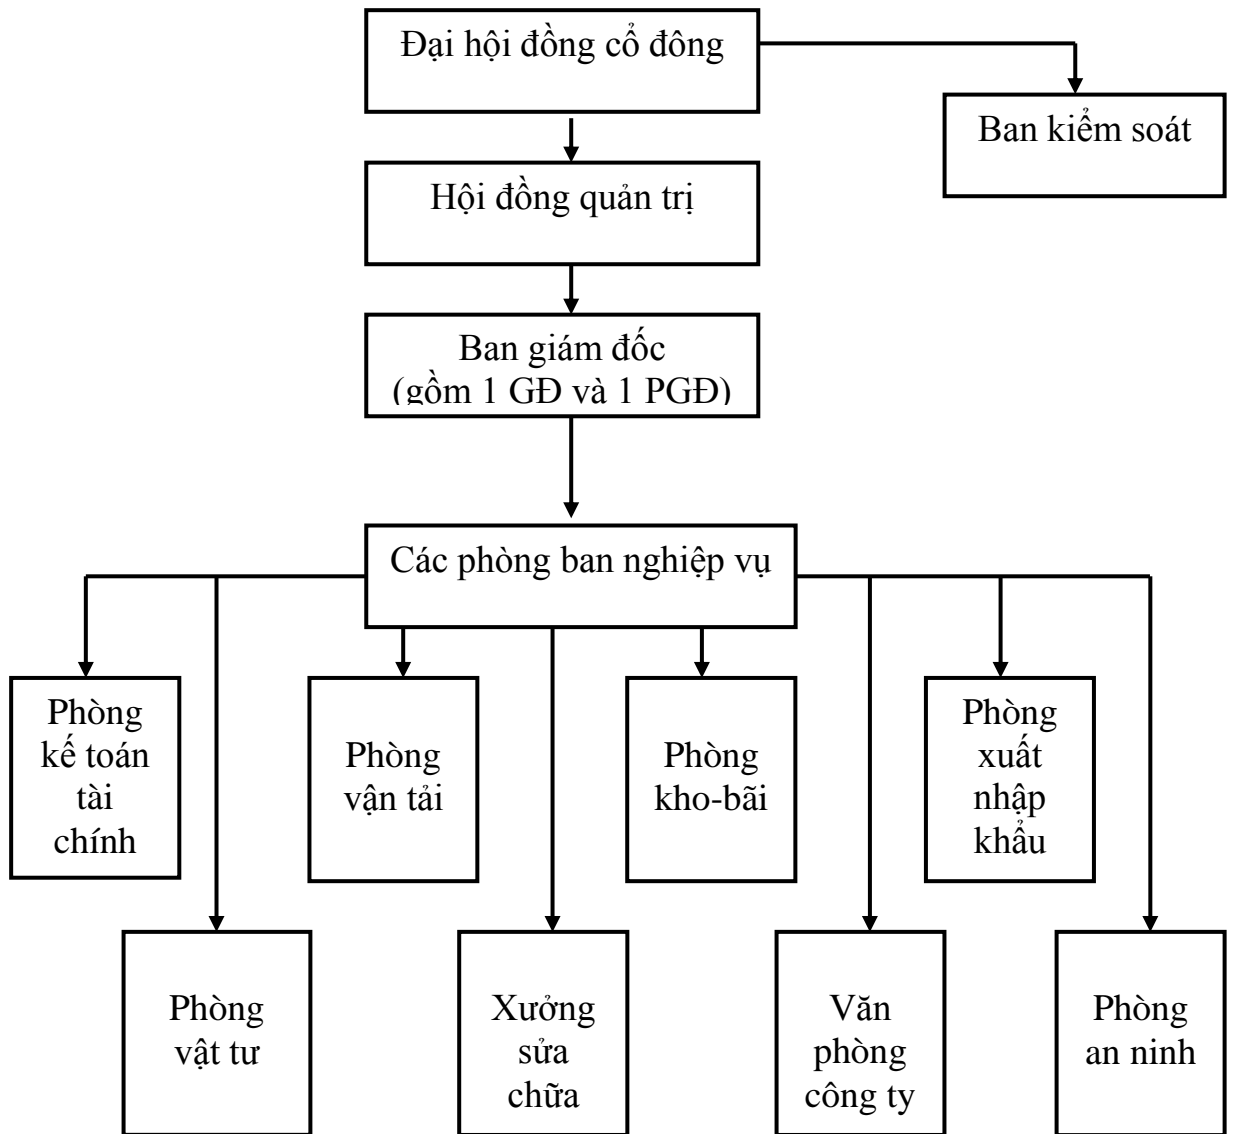 Đại hội đồng cổ đông
Ban kiểm soát
Hội đồng quản trị
Ban giám đốc
(gồm 1 GĐ và 1 PGĐ)
Các phòng ban nghiệp vụ
Phòng
kế toán
tài
chính
Phòng
vận tải
Phòng
kho-bãi
Phòng
xuất
nhập
khẩu
Phòng
vật tư
Xưởng
sửa
chữa
Văn
phòng
công ty
Phòng
an ninh